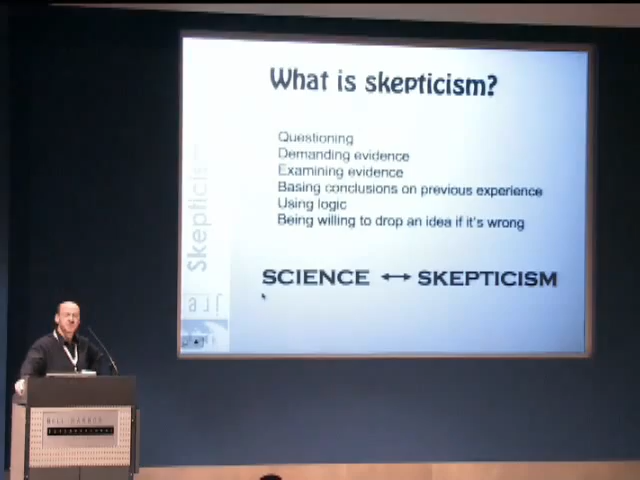 What is skepticism?
Questioning
Demanding evidence
Examining evidence
Basing conclusions on previous experience
Using logic
Being willing to drop an idea if it's wrong
SCIENCE ↔ SKEPTICISM
Skepticism